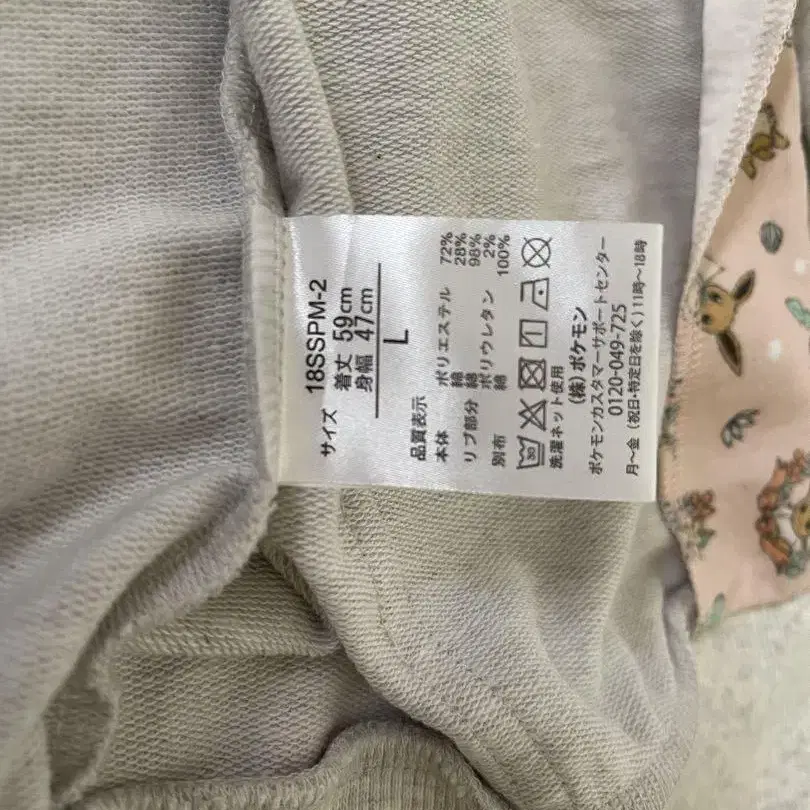 18SSPM-2
サイズ 着丈 59cm
身幅 47cm
L
品質表示
本体 ポリエステル 72%
綿 28%
リブ部分 綿 98%
ポリウレタン 2%
別布 綿 100%
30
洗濯ネット使用
(株)ポケモン
ポケモンカスタマーサポートセンター
0120-049-725
月〜金(祝日・特定日を除く)11時〜18時